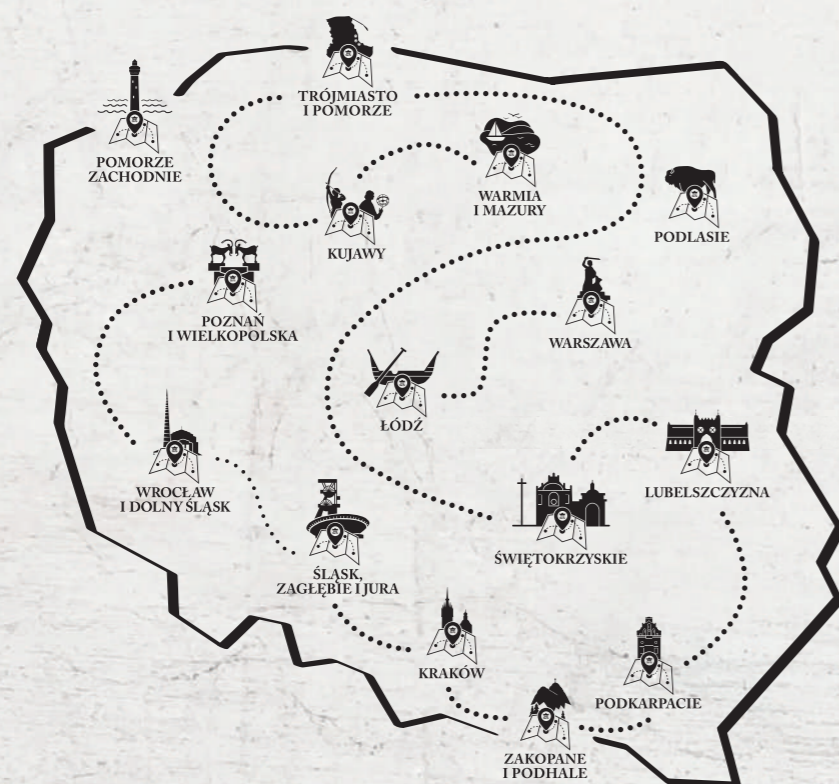 TRÓJMIASTO
I POMORZE
POMORZE
ZACHODNIE
WARMIA
I MAZURY
KUJAWY
PODLASIE
POZNAŃ
I WIELKOPOLSKA
WARSZAWA
ŁÓDŹ
WROCŁAW
I DOLNY ŚLĄSK
LUBELSZCZYZNA
ŚWIĘTOKRZYSKIE
ŚLĄSK,
ZAGŁĘBIE I JURA
KRAKÓW
PODKARPACIE
ZAKOPANE
I PODHALE